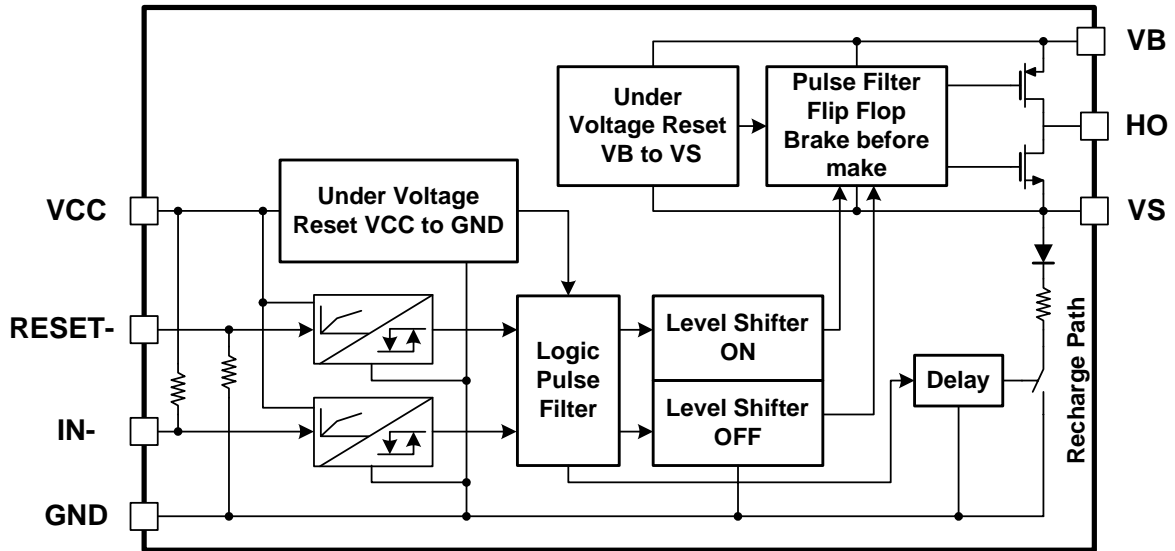 VB
Under
Voltage Reset
VB to VS
Pulse Filter
Flip Flop
Brake before
make
HO
VCC
Under Voltage
Reset VCC to GND
VS
RESET-
Logic
Pulse
Filter
Level Shifter
ON
Level Shifter
OFF
Delay
Recharge Path
IN-
GND